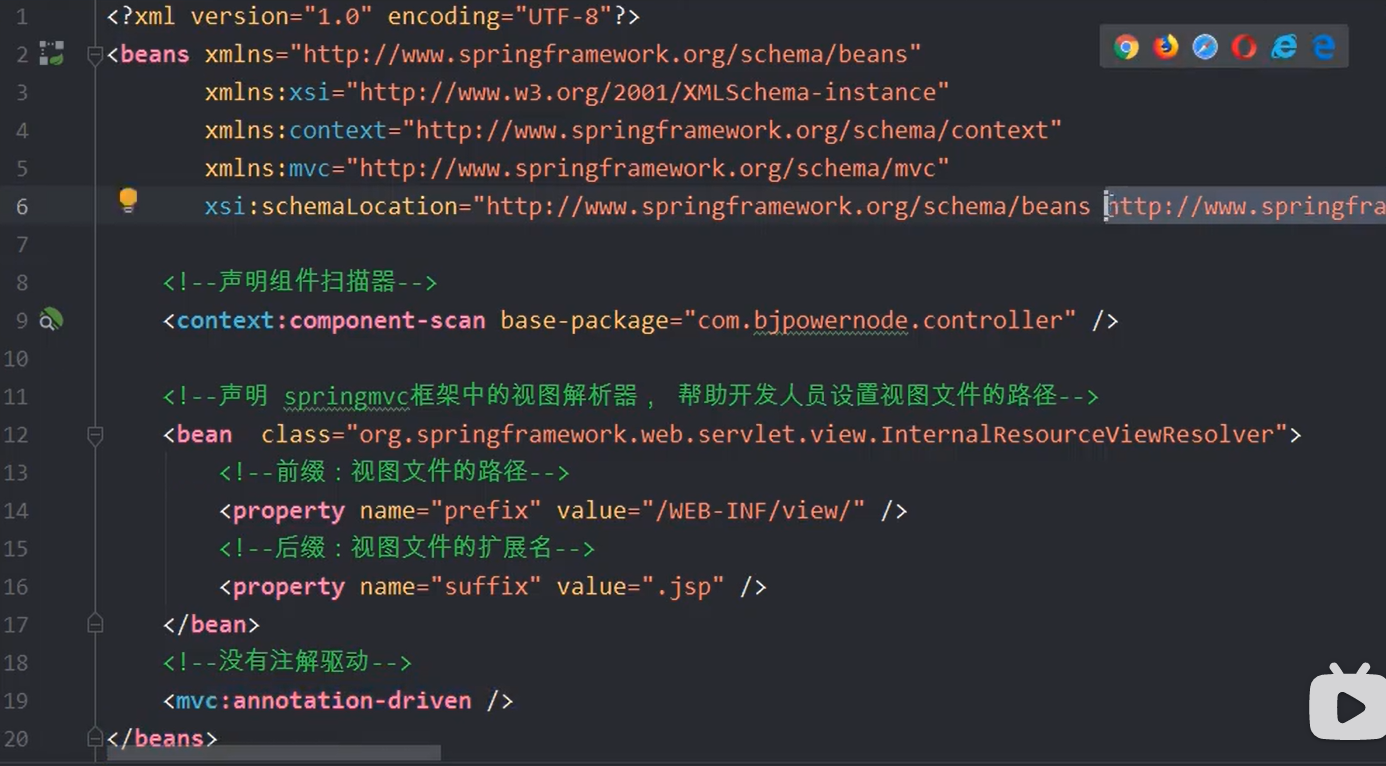 1 <?xml version="1.0" encoding="UTF-8"?>
2 <beans xmlns="http://www.springframework.org/schema/beans"
3 xmlns:xsi="http://www.w3.org/2001/XMLSchema-instance"
4 xmlns:context="http://www.springframework.org/schema/context"
5 xmlns:mvc="http://www.springframework.org/schema/mvc"
6 xsi:schemaLocation="http://www.springframework.org/schema/beans http://www.springfra
7
8 <!--声明组件扫描器-->
9 <context:component-scan base-package="com.bjpowernode.controller" />
10
11 <!--声明 springmvc框架中的视图解析器， 帮助开发人员设置视图文件的路径-->
12 <bean  class="org.springframework.web.servlet.view.InternalResourceViewResolver">
13 <!--前缀：视图文件的路径-->
14 <property name="prefix" value="/WEB-INF/view/" />
15 <!--后缀：视图文件的扩展名-->
16 <property name="suffix" value=".jsp" />
17 </bean>
18 <!--没有注解驱动-->
19 <mvc:annotation-driven />
20 </beans>